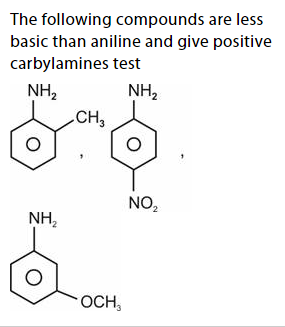 The following compounds are less
basic than aniline and give positive
carbylamines test
NH₂ NH₂
CH₃
, ,
NO₂
NH₂
OCH₃